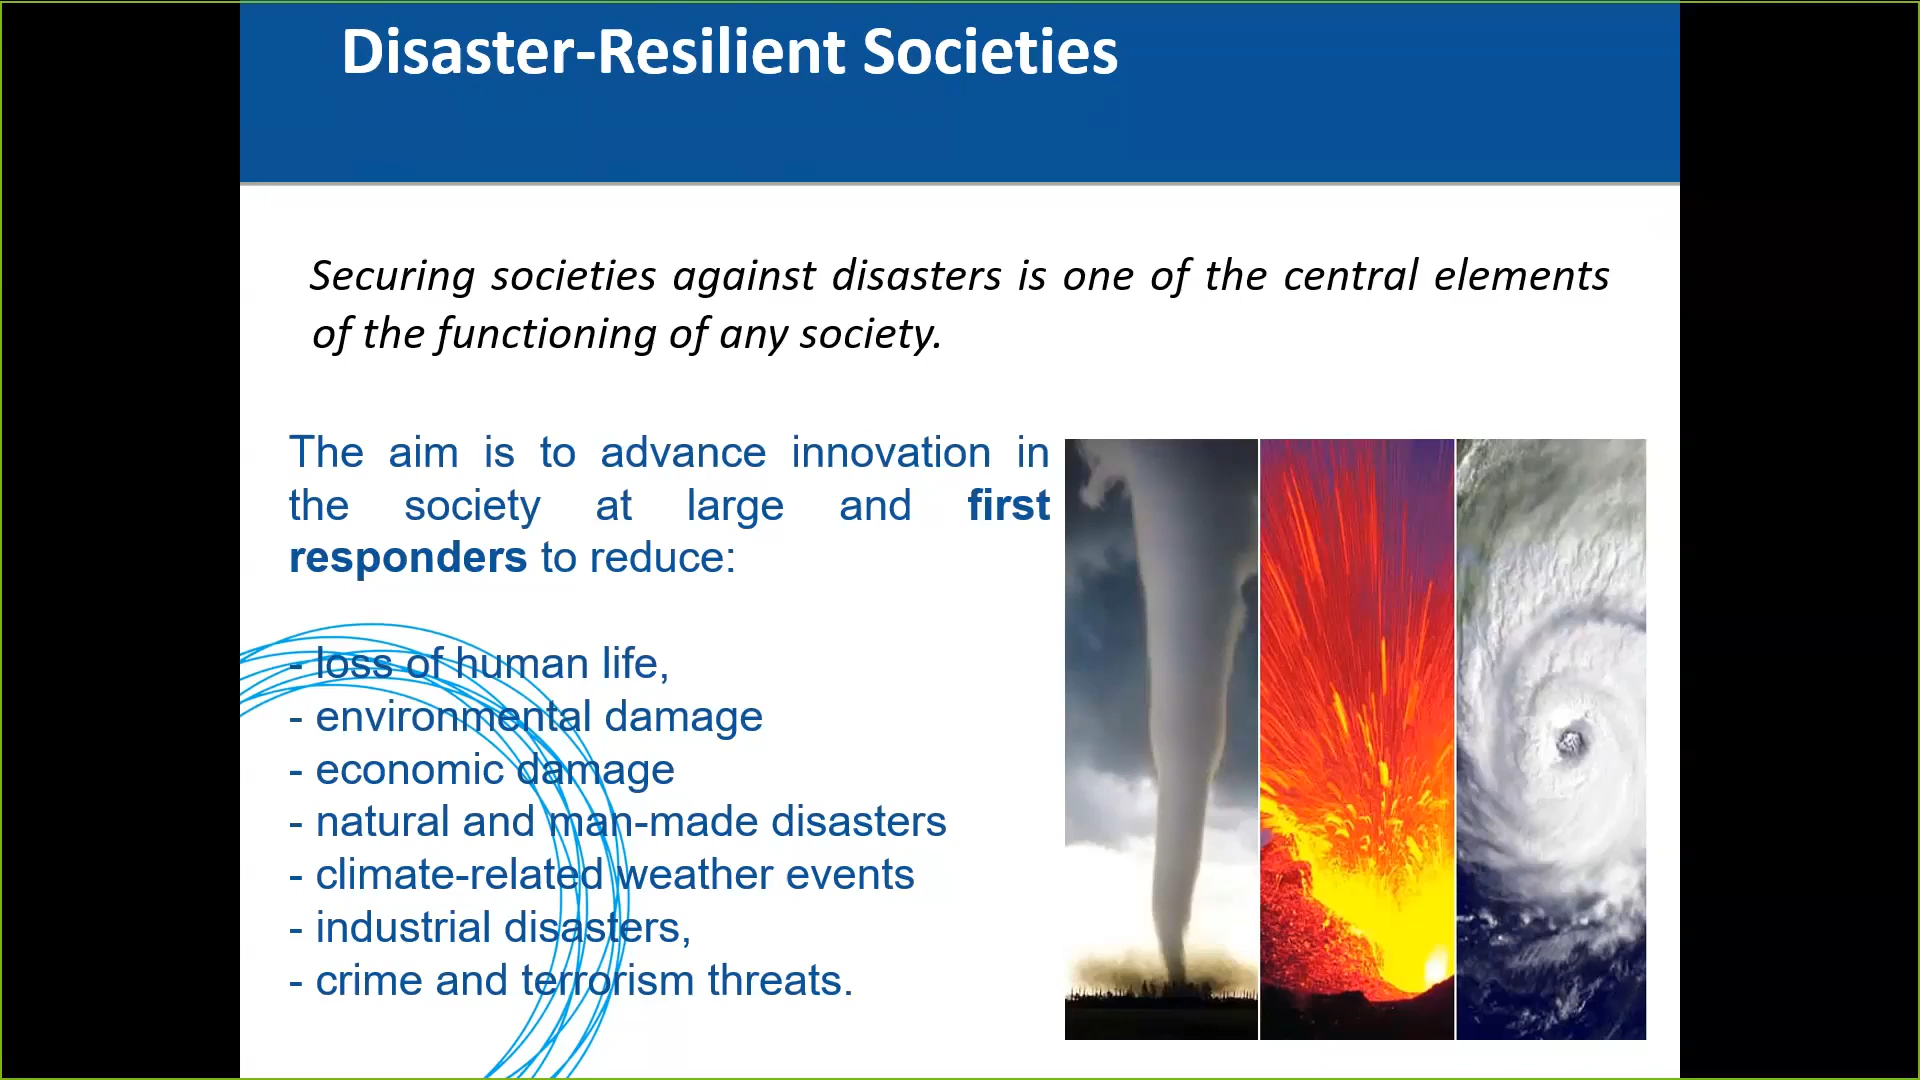 Disaster-Resilient Societies
Securing societies against disasters is one of the central elements
of the functioning of any society.
The aim is to advance innovation in
the society at large and first
responders to reduce:
- loss of human life,
- environmental damage
- economic damage
- natural and man-made disasters
- climate-related weather events
- industrial disasters,
- crime and terrorism threats.